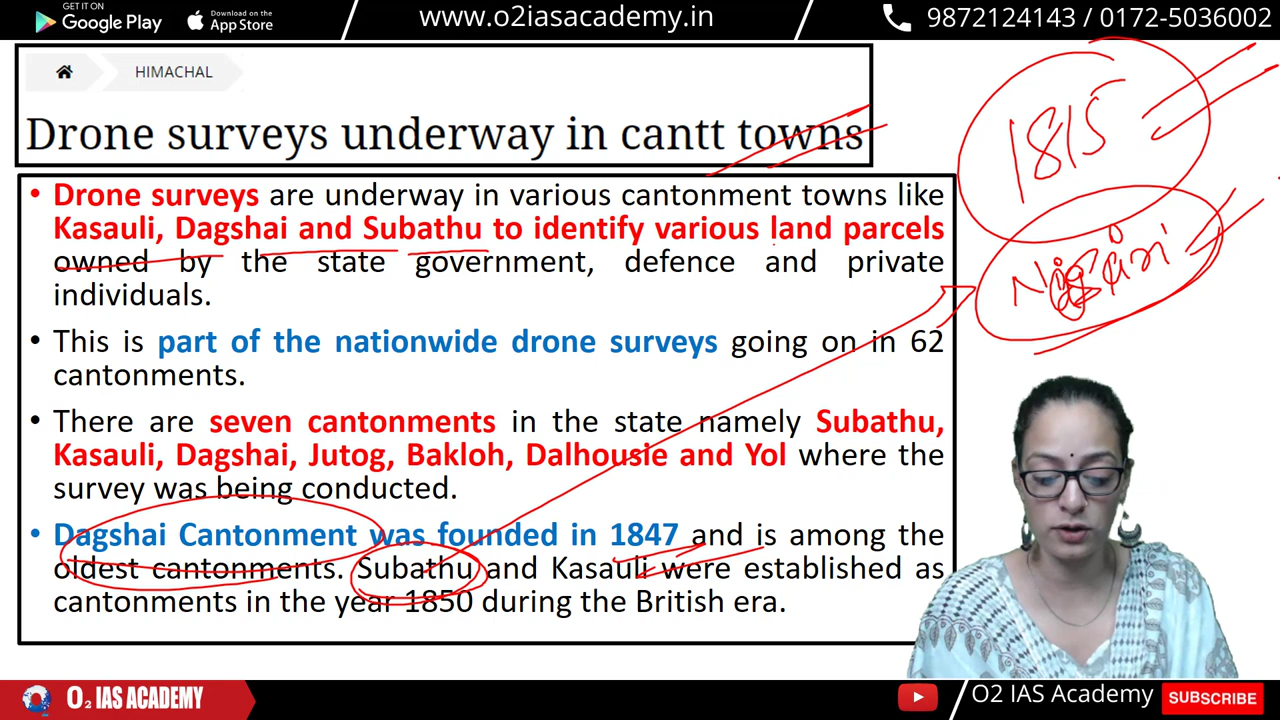 GET IT ON
Google Play
Download on the
App Store
www.o2iasacademy.in
9872124143 / 0172-5036002
HIMACHAL
Drone surveys underway in cantt towns
1815
• Drone surveys are underway in various cantonment towns like
Kasauli, Dagshai and Subathu to identify various land parcels
owned by the state government, defence and private
individuals.
• This is part of the nationwide drone surveys going on in 62
cantonments.
• There are seven cantonments in the state namely Subathu,
Kasauli, Dagshai, Jutog, Bakloh, Dalhousie and Yol where the
survey was being conducted.
• Dagshai Cantonment was founded in 1847 and is among the
oldest cantonments. Subathu and Kasauli were established as
cantonments in the year 1850 during the British era.
O2 IAS ACADEMY
O2 IAS Academy
SUBSCRIBE